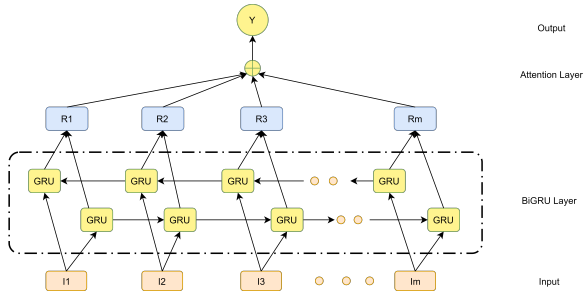 Y
Output
Attention Layer
R1 R2 R3 Rm
GRU GRU GRU GRU
BiGRU Layer
GRU GRU GRU GRU
I1 I2 I3 Im
Input